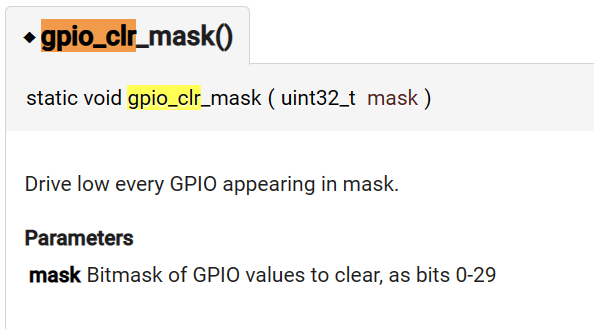 ◆ gpio_clr_mask()
static void gpio_clr_mask ( uint32_t mask )
Drive low every GPIO appearing in mask.
Parameters
mask Bitmask of GPIO values to clear, as bits 0-29